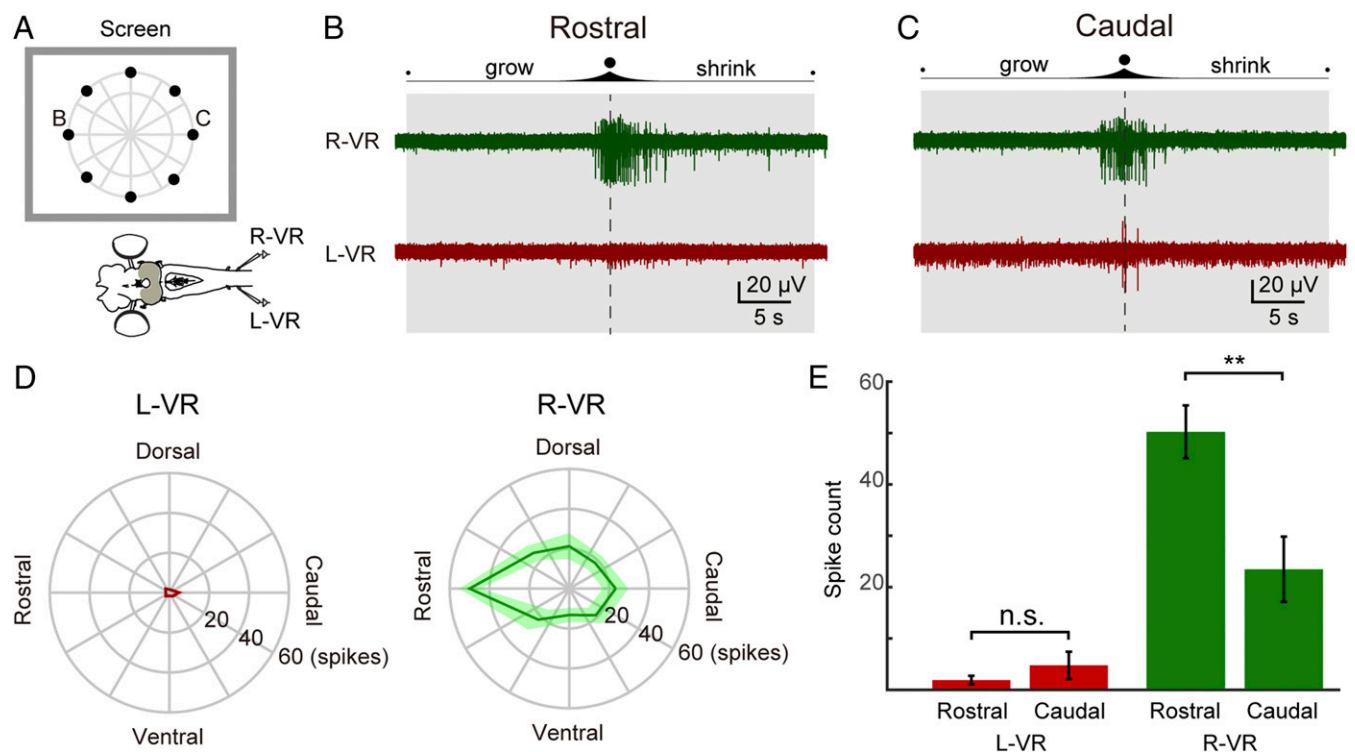 A
Screen
B
C
R-VR
L-VR
B
Rostral
grow
shrink
R-VR
L-VR
20 µV
5 s
C
Caudal
grow
shrink
20 µV
5 s
D
L-VR
Dorsal
Rostral
Caudal
20
40
60 (spikes)
Ventral
R-VR
Dorsal
Rostral
Caudal
20
40
60 (spikes)
Ventral
E
Spike count
60
40
20
n.s.
**
Rostral Caudal Rostral Caudal
L-VR R-VR